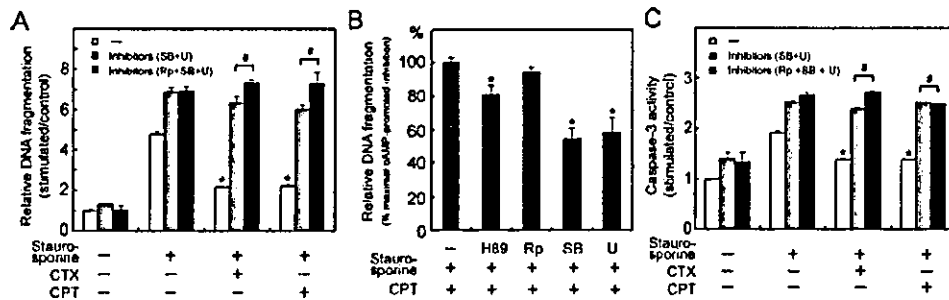 A
Relative DNA fragmentation
(stimulated/control)
8
6
4
2
0
—
Inhibitors (SB+U)
Inhibitors (Rp+SB+U)
#
#
*
*
Stauro-
sporine
— + + +
CTX
— — + —
CPT
— — — +
B
Relative DNA fragmentation
(% maximum cAMP-promoted inhibition)
100
80
60
40
20
0
— H89 Rp SB U
Stauro-
sporine
+ + + + +
CPT
+ + + + +
C
Caspase-3 activity
(stimulated/control)
3
2
1
0
—
Inhibitors (SB+U)
Inhibitors (Rp +SB + U)
#
#
*
*
*
Stauro-
sporine
— + + +
CTX
— — + —
CPT
— — — +